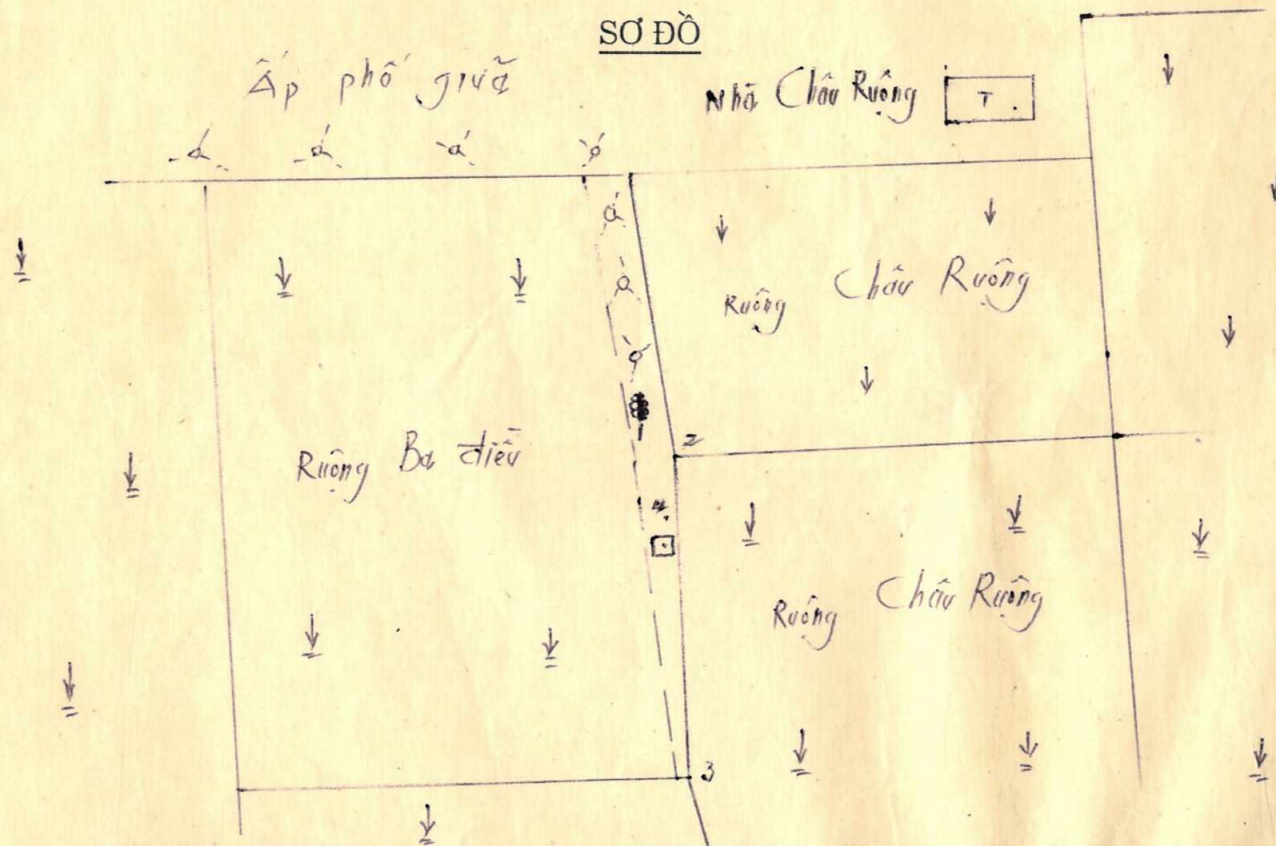 SƠ ĐỒ
Ấp phố giữa
Nhà Châu Ruộng
T
Ruộng Châu Ruộng
Ruộng Ba điều
2
Ruộng Châu Ruộng
3